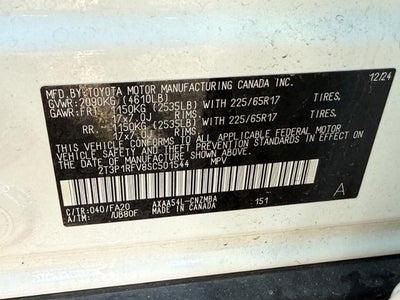 MFD.BY:TOYOTA MOTOR MANUFACTURING CANADA INC.
12/24
GVWR:2090KG (4610LB)
GAWR:FRT. 1150KG (2535LB) WITH 225/65R17 TIRES.
17x7.0J RIMS
RR. 1150KG (2535LB) WITH 225/65R17 TIRES.
17x7.0J RIMS
THIS VEHICLE CONFORMS TO ALL APPLICABLE FEDERAL MOTOR
VEHICLE SAFETY, BUMPER, AND THEFT PREVENTION STANDARDS IN
EFFECT ON THE DATE OF MANUFACTURE SHOWN ABOVE.
2T3P1RFV8SC501544 MPV
C/TR:040/FA20 AXAA54L-CNZMBA 151 A
A/TM: /UB80F MADE IN CANADA